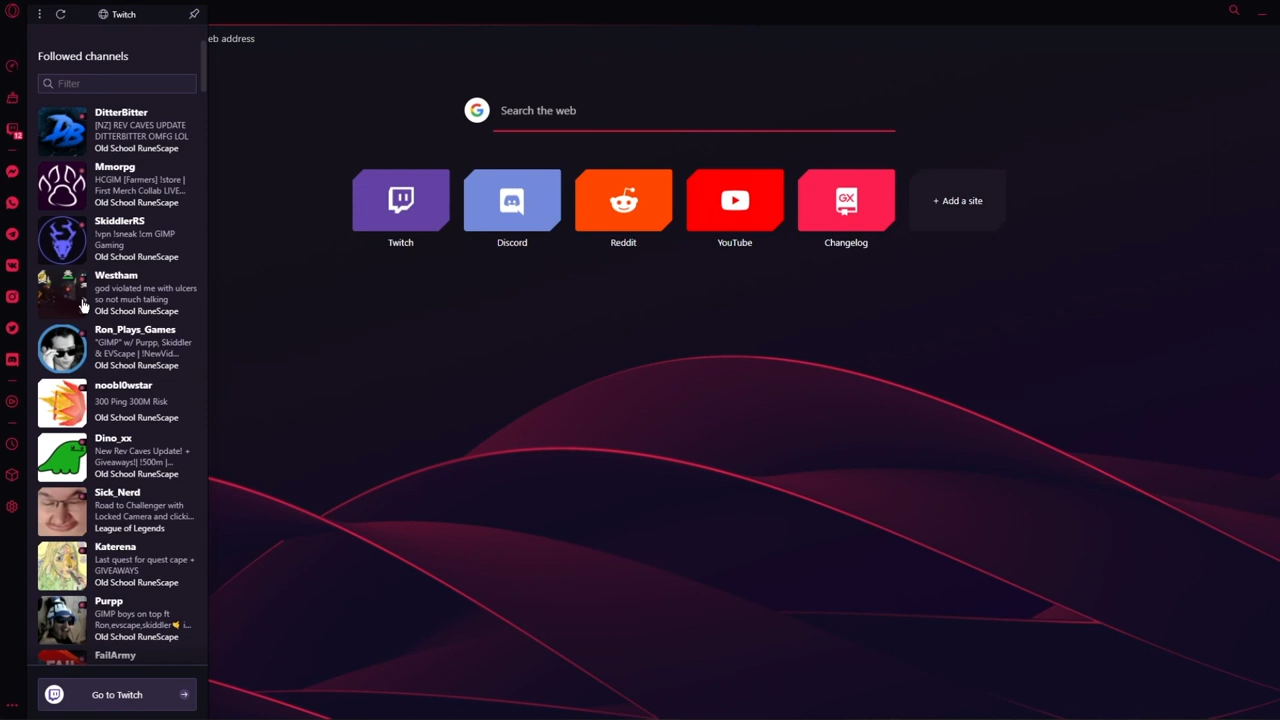 Twitch
eb address
Followed channels
Filter
DitterBitter
[NZ] REV CAVES UPDATE
DITTERBITTER OMFG LOL
Old School RuneScape
Mmorpg
HCGIM [Farmers] !store |
First Merch Collab LIVE...
Old School RuneScape
SkiddlerRS
!vpn !sneak !cm GIMP
Gaming
Old School RuneScape
Westham
god violated me with ulcers
so not much talking
Old School RuneScape
Ron_Plays_Games
"GIMP" w/ Purpp, Skiddler
& EVScape | !NewVid...
Old School RuneScape
noobl0wstar
300 Ping 300M Risk
Old School RuneScape
Dino_xx
New Rev Caves Update! +
Giveaways!| !500m |...
Old School RuneScape
Sick_Nerd
Road to Challenger with
Locked Camera and clicki...
League of Legends
Katerena
Last quest for quest cape +
GIVEAWAYS
Old School RuneScape
Purpp
GIMP boys on top ft
Ron,evscape,skiddler🤙 i...
Old School RuneScape
FailArmy
FAIL
Go to Twitch
12
Search the web
GX
Twitch
Discord
Reddit
YouTube
Changelog
+ Add a site